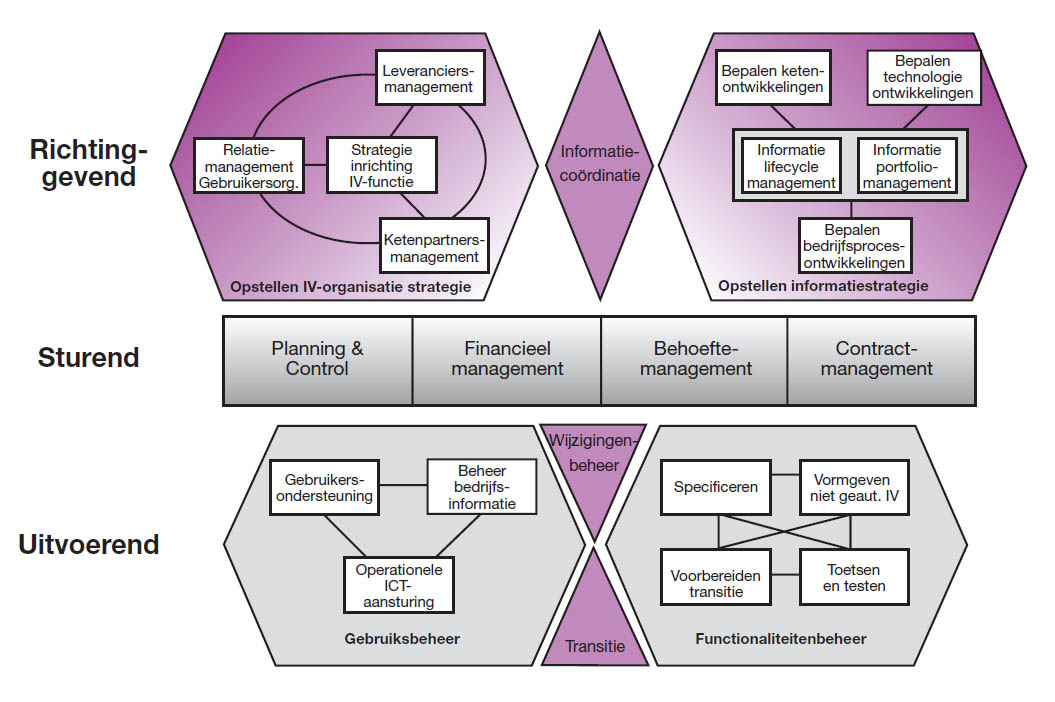 Richting-
gevend
Leveranciers-
management
Relatie-
management
Gebruikersorg.
Strategie
inrichting
IV-functie
Ketenpartners-
management
Opstellen IV-organisatie strategie
Informatie-
coördinatie
Bepalen keten-
ontwikkelingen
Bepalen
technologie
ontwikkelingen
Informatie
lifecycle
management
Informatie
portfolio-
management
Bepalen
bedrijfsproces-
ontwikkelingen
Opstellen informatiestrategie
Sturend
Planning &
Control
Financieel
management
Behoefte-
management
Contract-
management
Uitvoerend
Gebruikers-
ondersteuning
Beheer
bedrijfs-
informatie
Operationele
ICT-
aansturing
Gebruiksbeheer
Wijzigingen-
beheer
Transitie
Specificeren
Vormgeven
niet geaut. IV
Voorbereiden
transitie
Toetsen
en testen
Functionaliteitenbeheer